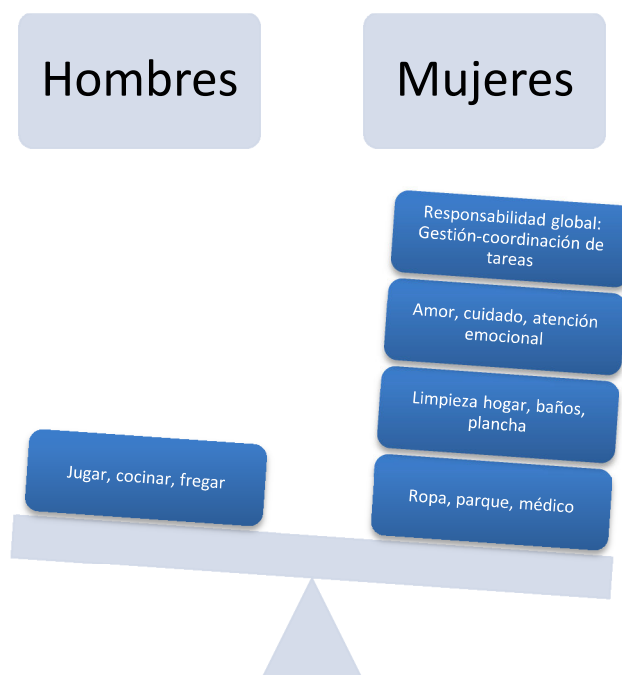 Hombres
Mujeres
Responsabilidad global:
Gestión-coordinación de
tareas
Amor, cuidado, atención
emocional
Limpieza hogar, baños,
plancha
Jugar, cocinar, fregar
Ropa, parque, médico